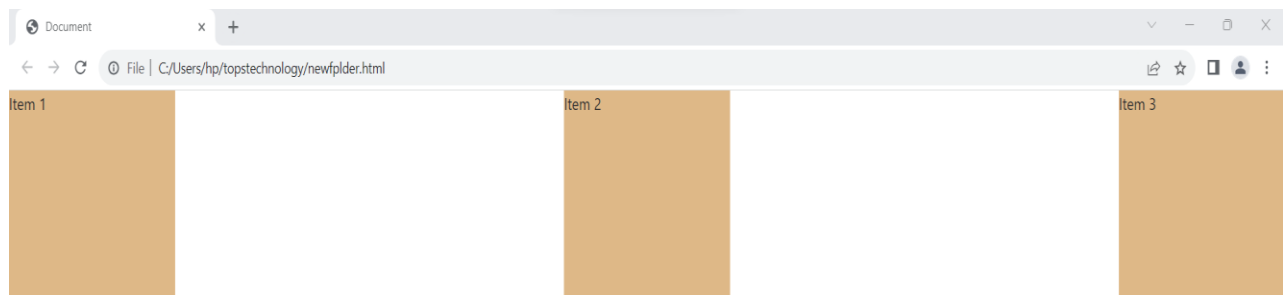 Document
File | C:/Users/hp/topstechnology/newfplder.html
Item 1 Item 2 Item 3